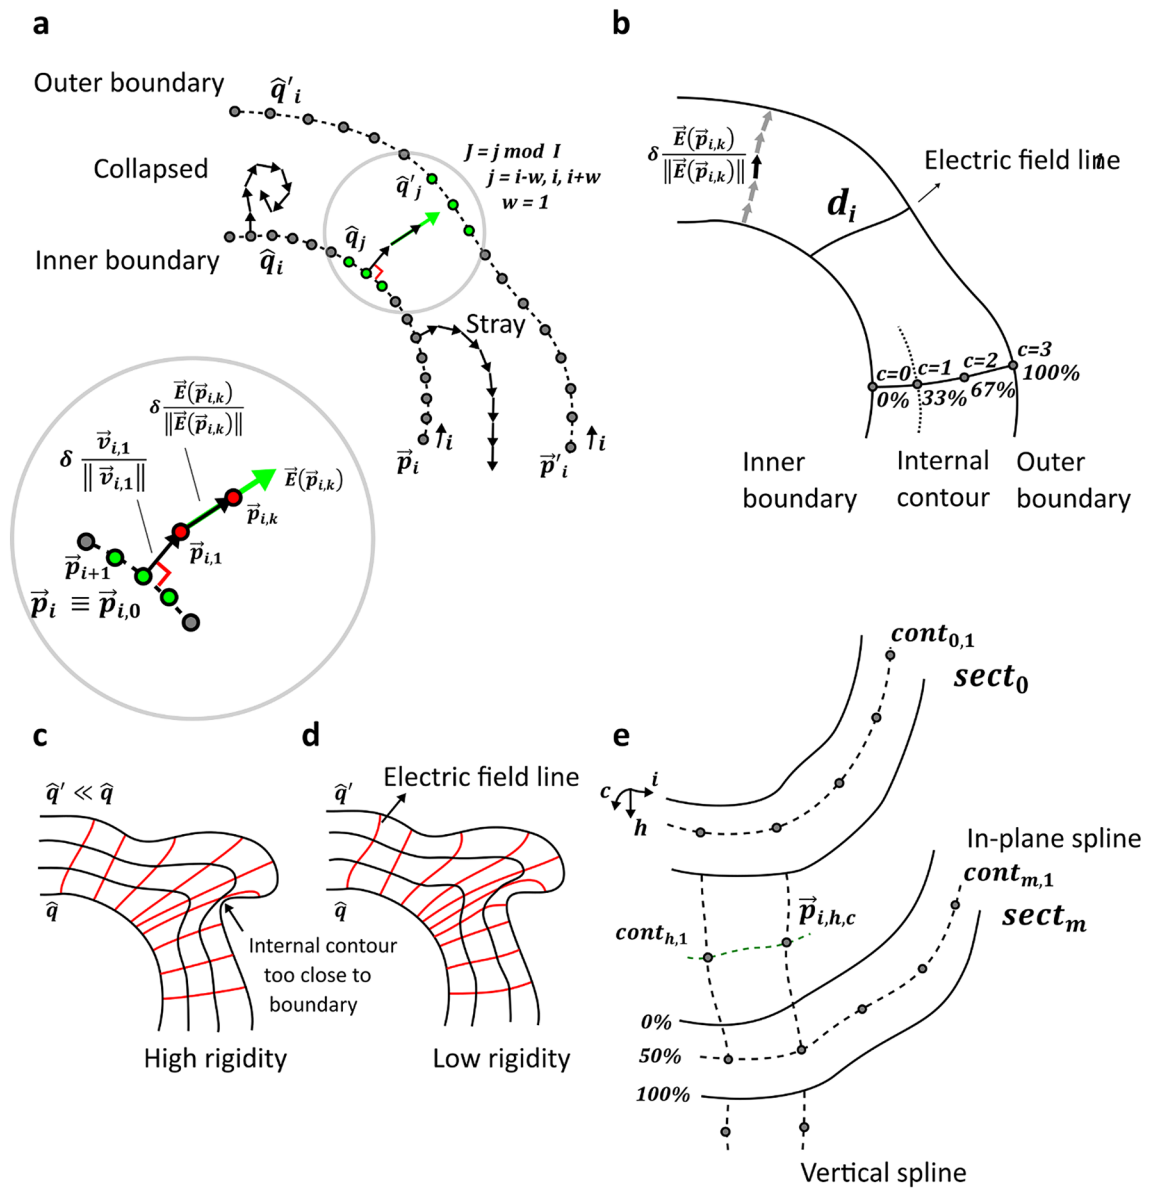 a
Outer boundary
q̂′ᵢ
J = j mod I
j = i-w, i, i+w
w = 1
Collapsed
q̂′ⱼ
q̂ⱼ
Inner boundary
q̂ᵢ
Stray
δ E⃗(p⃗ᵢ,ₖ) / ‖E⃗(p⃗ᵢ,ₖ)‖
δ v⃗ᵢ,₁ / ‖v⃗ᵢ,₁‖
i
i
p⃗ᵢ
p⃗′ᵢ
E⃗(p⃗ᵢ,ₖ)
p⃗ᵢ,ₖ
p⃗ᵢ,₁
p⃗ᵢ₊₁
p⃗ᵢ ≡ p⃗ᵢ,₀
b
δ E⃗(p⃗ᵢ,ₖ) / ‖E⃗(p⃗ᵢ,ₖ)‖
Electric field line
dᵢ
c=0
c=1
c=2
c=3
0%
33%
67%
100%
Inner
boundary
Internal
contour
Outer
boundary
c
q̂′ ≪ q̂
q̂
Internal contour
too close to
boundary
High rigidity
d
q̂′
Electric field line
q̂
Low rigidity
e
cont₀,₁
sect₀
c
i
h
In-plane spline
contₘ,₁
sectₘ
p⃗ᵢ,ₕ,𝒸
contₕ,₁
0%
50%
100%
Vertical spline